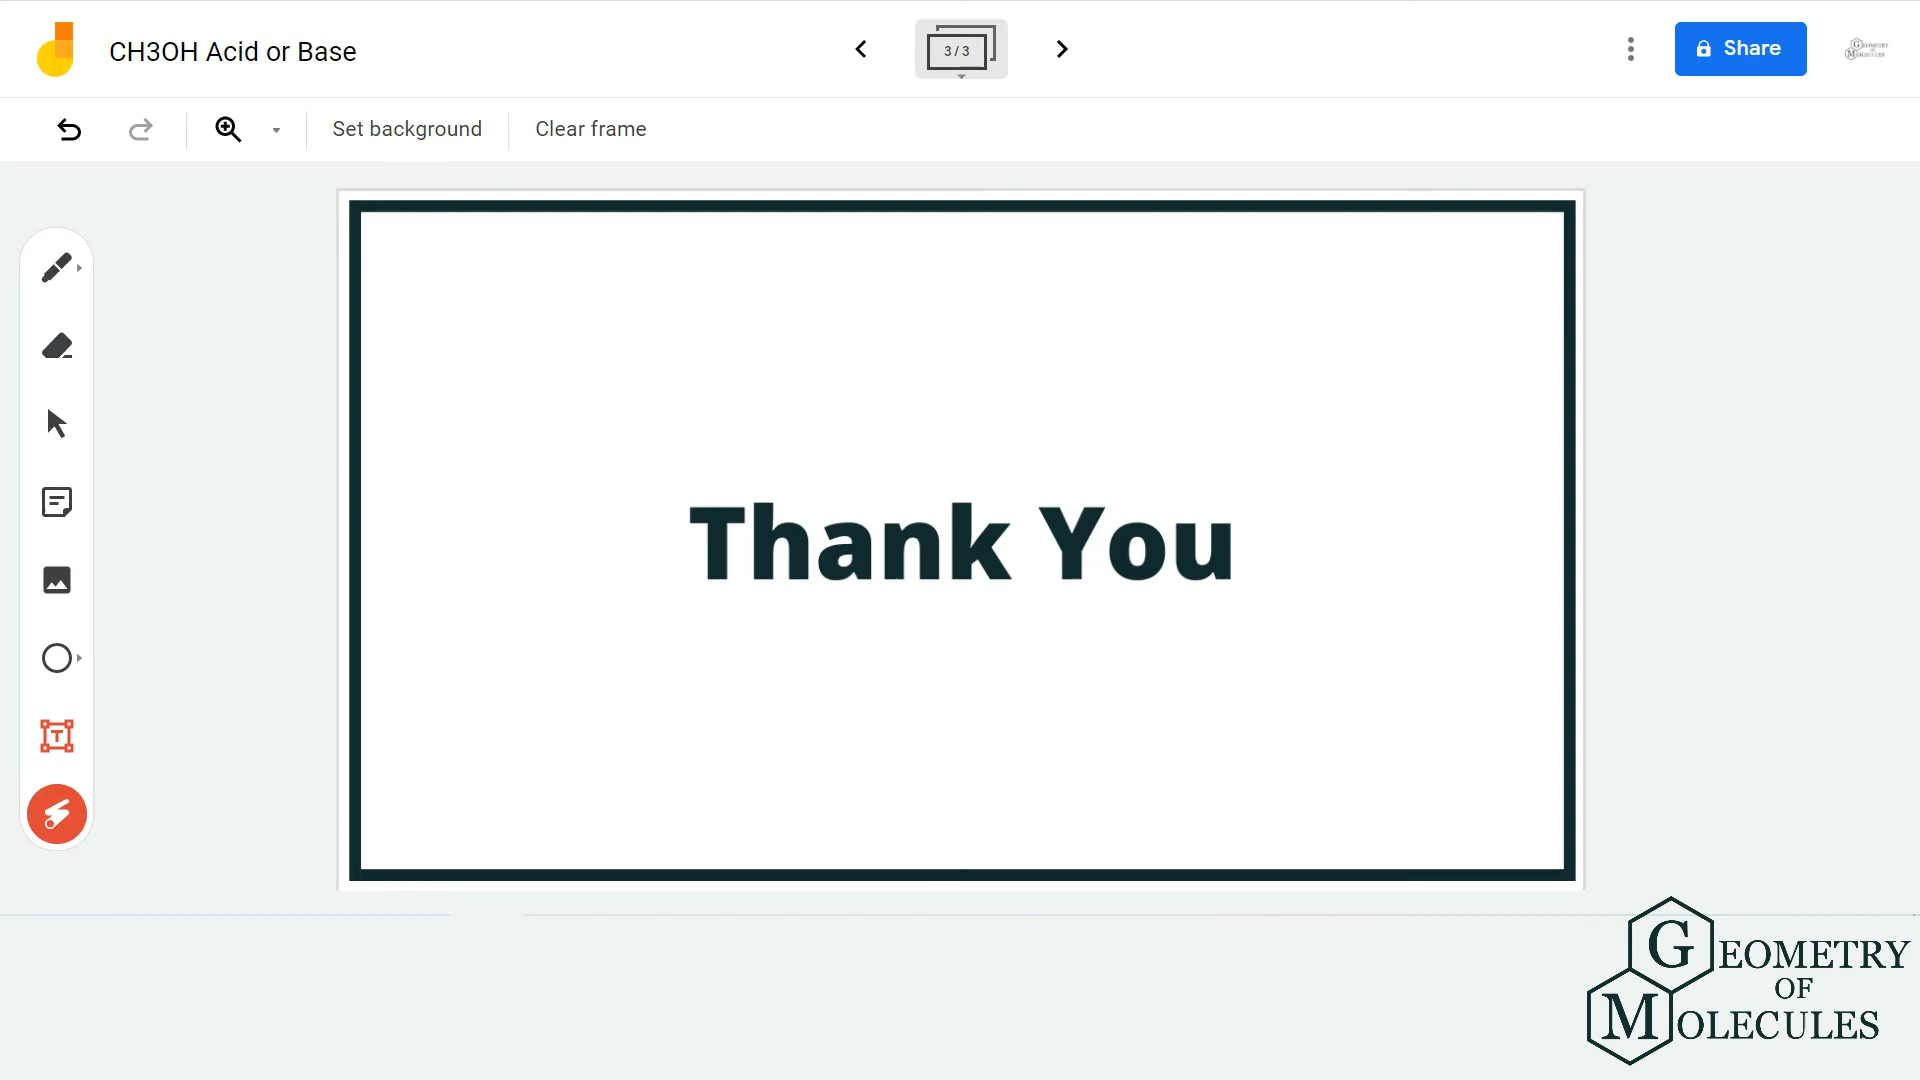 CH3OH Acid or Base
3 / 3
Share
Set background
Clear frame
Thank You
GEOMETRY
OF
MOLECULES